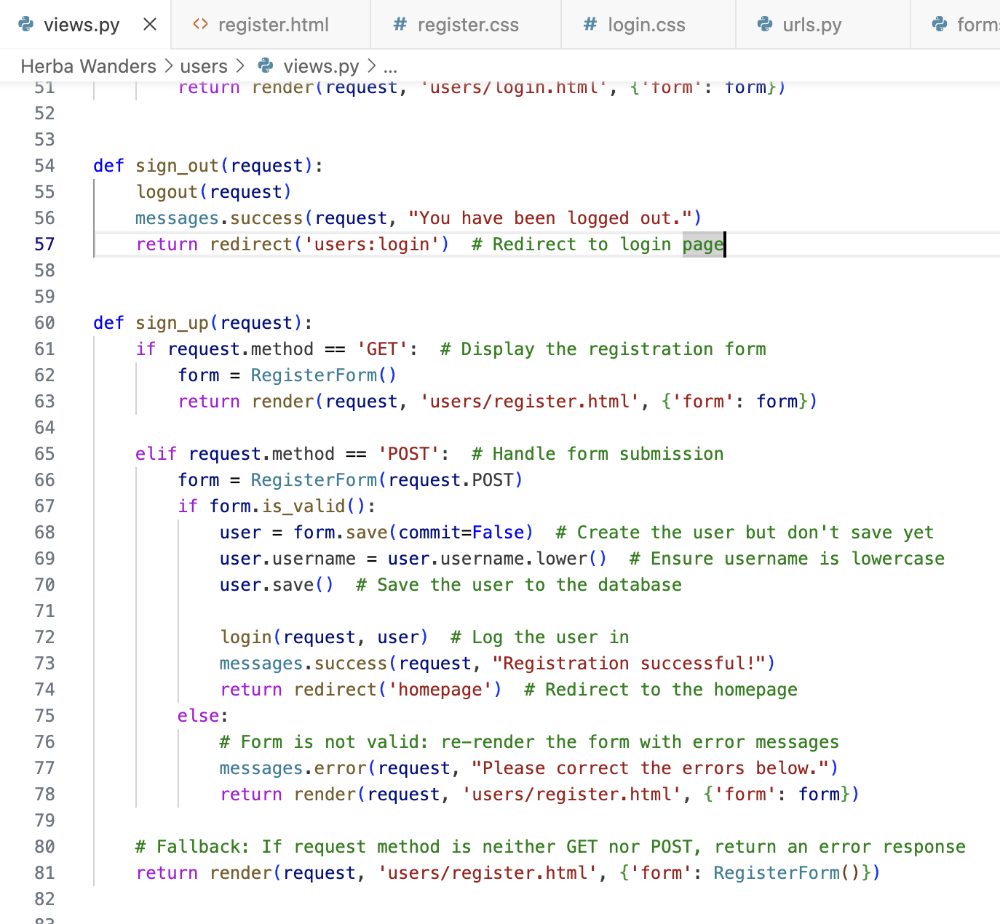 views.py register.html # register.css # login.css urls.py form
Herba Wanders > users > views.py > ...
51 return render(request, 'users/login.html', {'form': form})
52
53
54 def sign_out(request):
55 logout(request)
56 messages.success(request, "You have been logged out.")
57 return redirect('users:login')  # Redirect to login page
58
59
60 def sign_up(request):
61 if request.method == 'GET':  # Display the registration form
62 form = RegisterForm()
63 return render(request, 'users/register.html', {'form': form})
64
65 elif request.method == 'POST':  # Handle form submission
66 form = RegisterForm(request.POST)
67 if form.is_valid():
68 user = form.save(commit=False)  # Create the user but don't save yet
69 user.username = user.username.lower()  # Ensure username is lowercase
70 user.save()  # Save the user to the database
71
72 login(request, user)  # Log the user in
73 messages.success(request, "Registration successful!")
74 return redirect('homepage')  # Redirect to the homepage
75 else:
76 # Form is not valid: re-render the form with error messages
77 messages.error(request, "Please correct the errors below.")
78 return render(request, 'users/register.html', {'form': form})
79
80 # Fallback: If request method is neither GET nor POST, return an error response
81 return render(request, 'users/register.html', {'form': RegisterForm()})
82
83